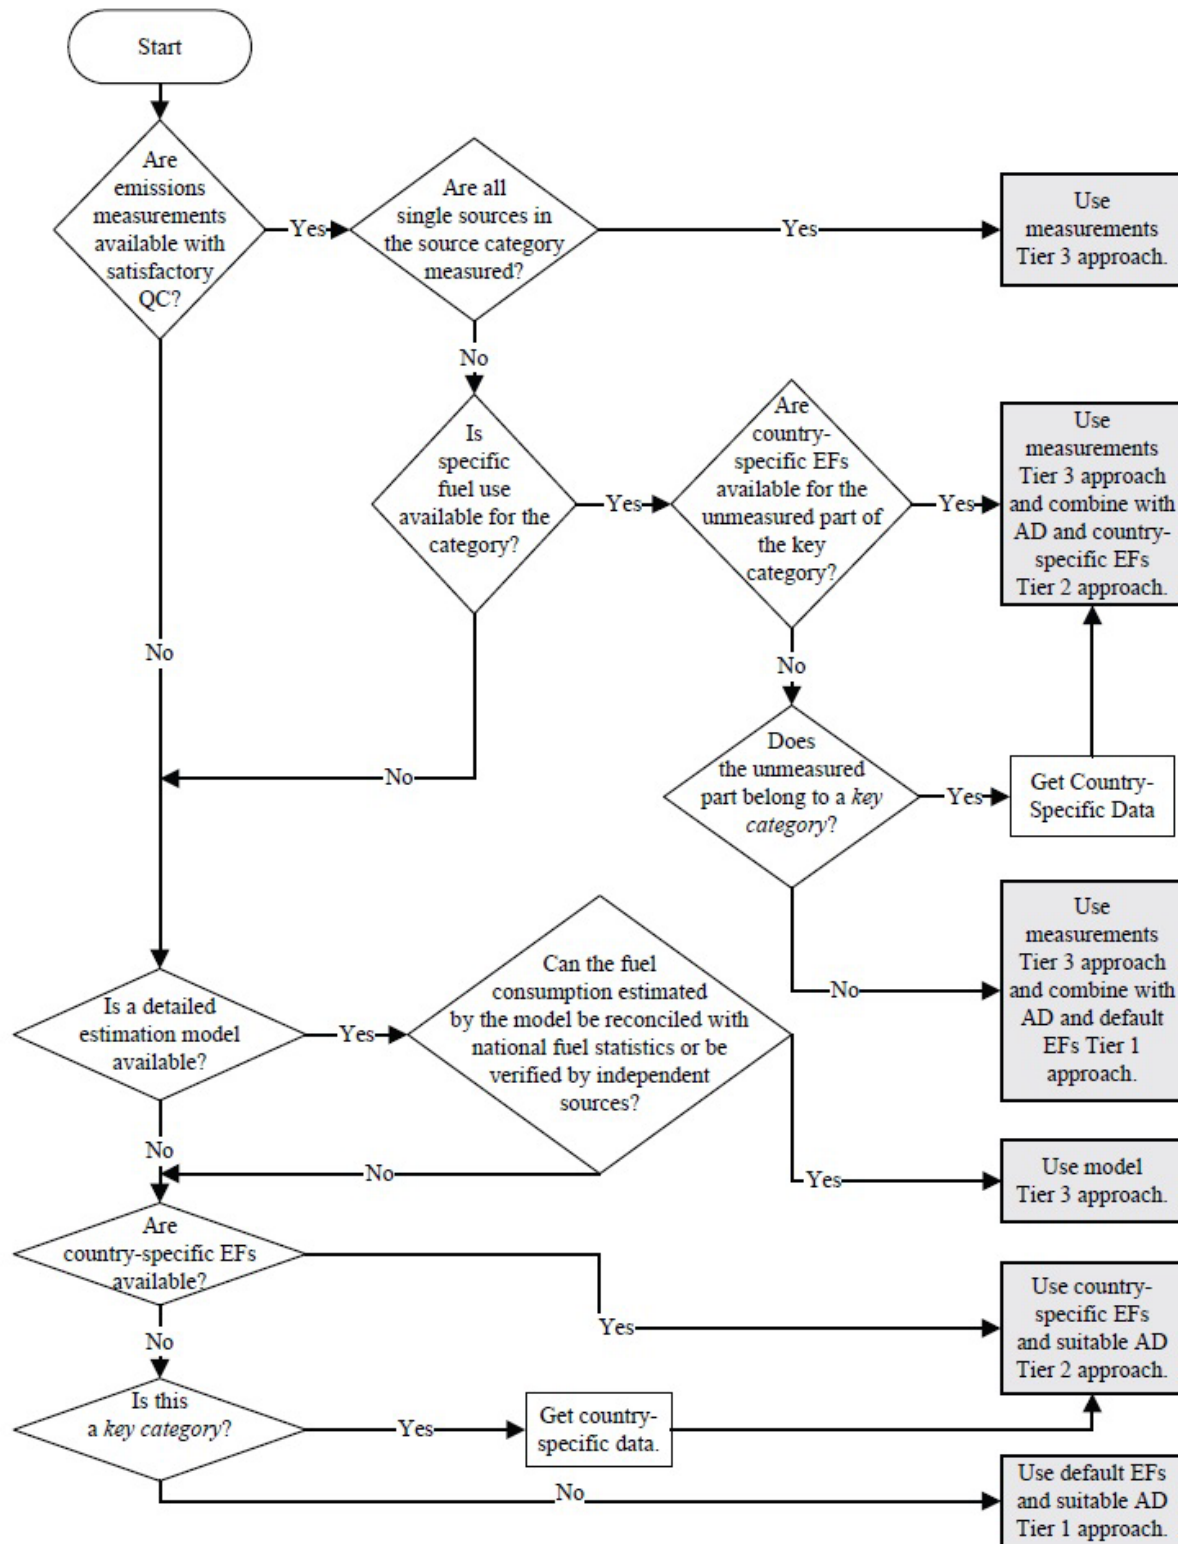 Start
Are
emissions
measurements
available with
satisfactory
QC?
Yes
Are all
single sources in
the source category
measured?
Yes
Use
measurements
Tier 3 approach.
No
Is
specific
fuel use
available for the
category?
Yes
Are
country-
specific EFs
available for the
unmeasured part of
the key
category?
Yes
Use
measurements
Tier 3 approach
and combine with
AD and country-
specific EFs
Tier 2 approach.
No
No
No
Does
the unmeasured
part belong to a key
category?
Yes
Get Country-
Specific Data
No
Use
measurements
Tier 3 approach
and combine with
AD and default
EFs Tier 1
approach.
Is a detailed
estimation model
available?
Yes
Can the fuel
consumption estimated
by the model be reconciled with
national fuel statistics or be
verified by independent
sources?
No
No
Yes
Use model
Tier 3 approach.
Are
country-specific EFs
available?
Yes
Use country-
specific EFs
and suitable AD
Tier 2 approach.
No
Is this
a key category?
Yes
Get country-
specific data.
No
Use default EFs
and suitable AD
Tier 1 approach.